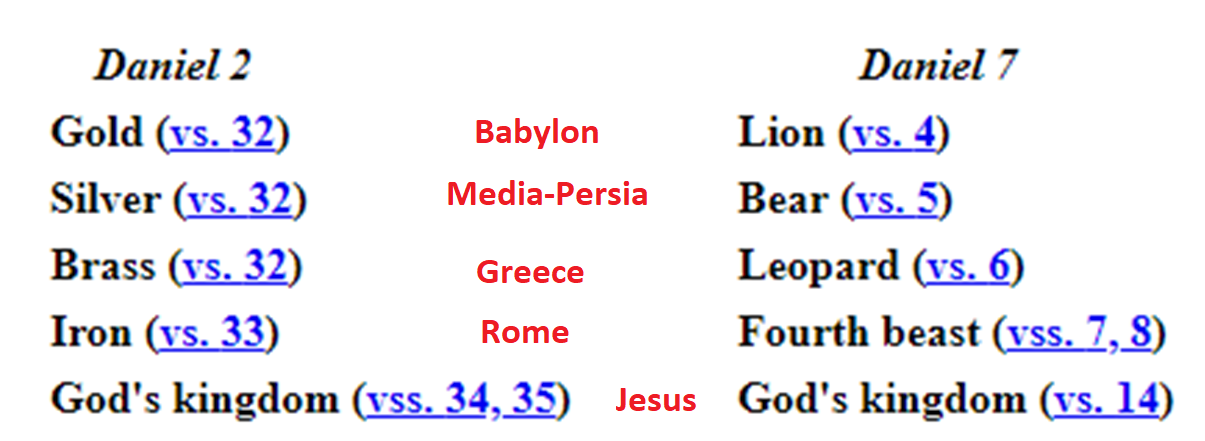 Daniel 2 Daniel 7
Gold (vs. 32) Babylon Lion (vs. 4)
Silver (vs. 32) Media-Persia Bear (vs. 5)
Brass (vs. 32) Greece Leopard (vs. 6)
Iron (vs. 33) Rome Fourth beast (vss. 7, 8)
God's kingdom (vss. 34, 35) Jesus God's kingdom (vs. 14)